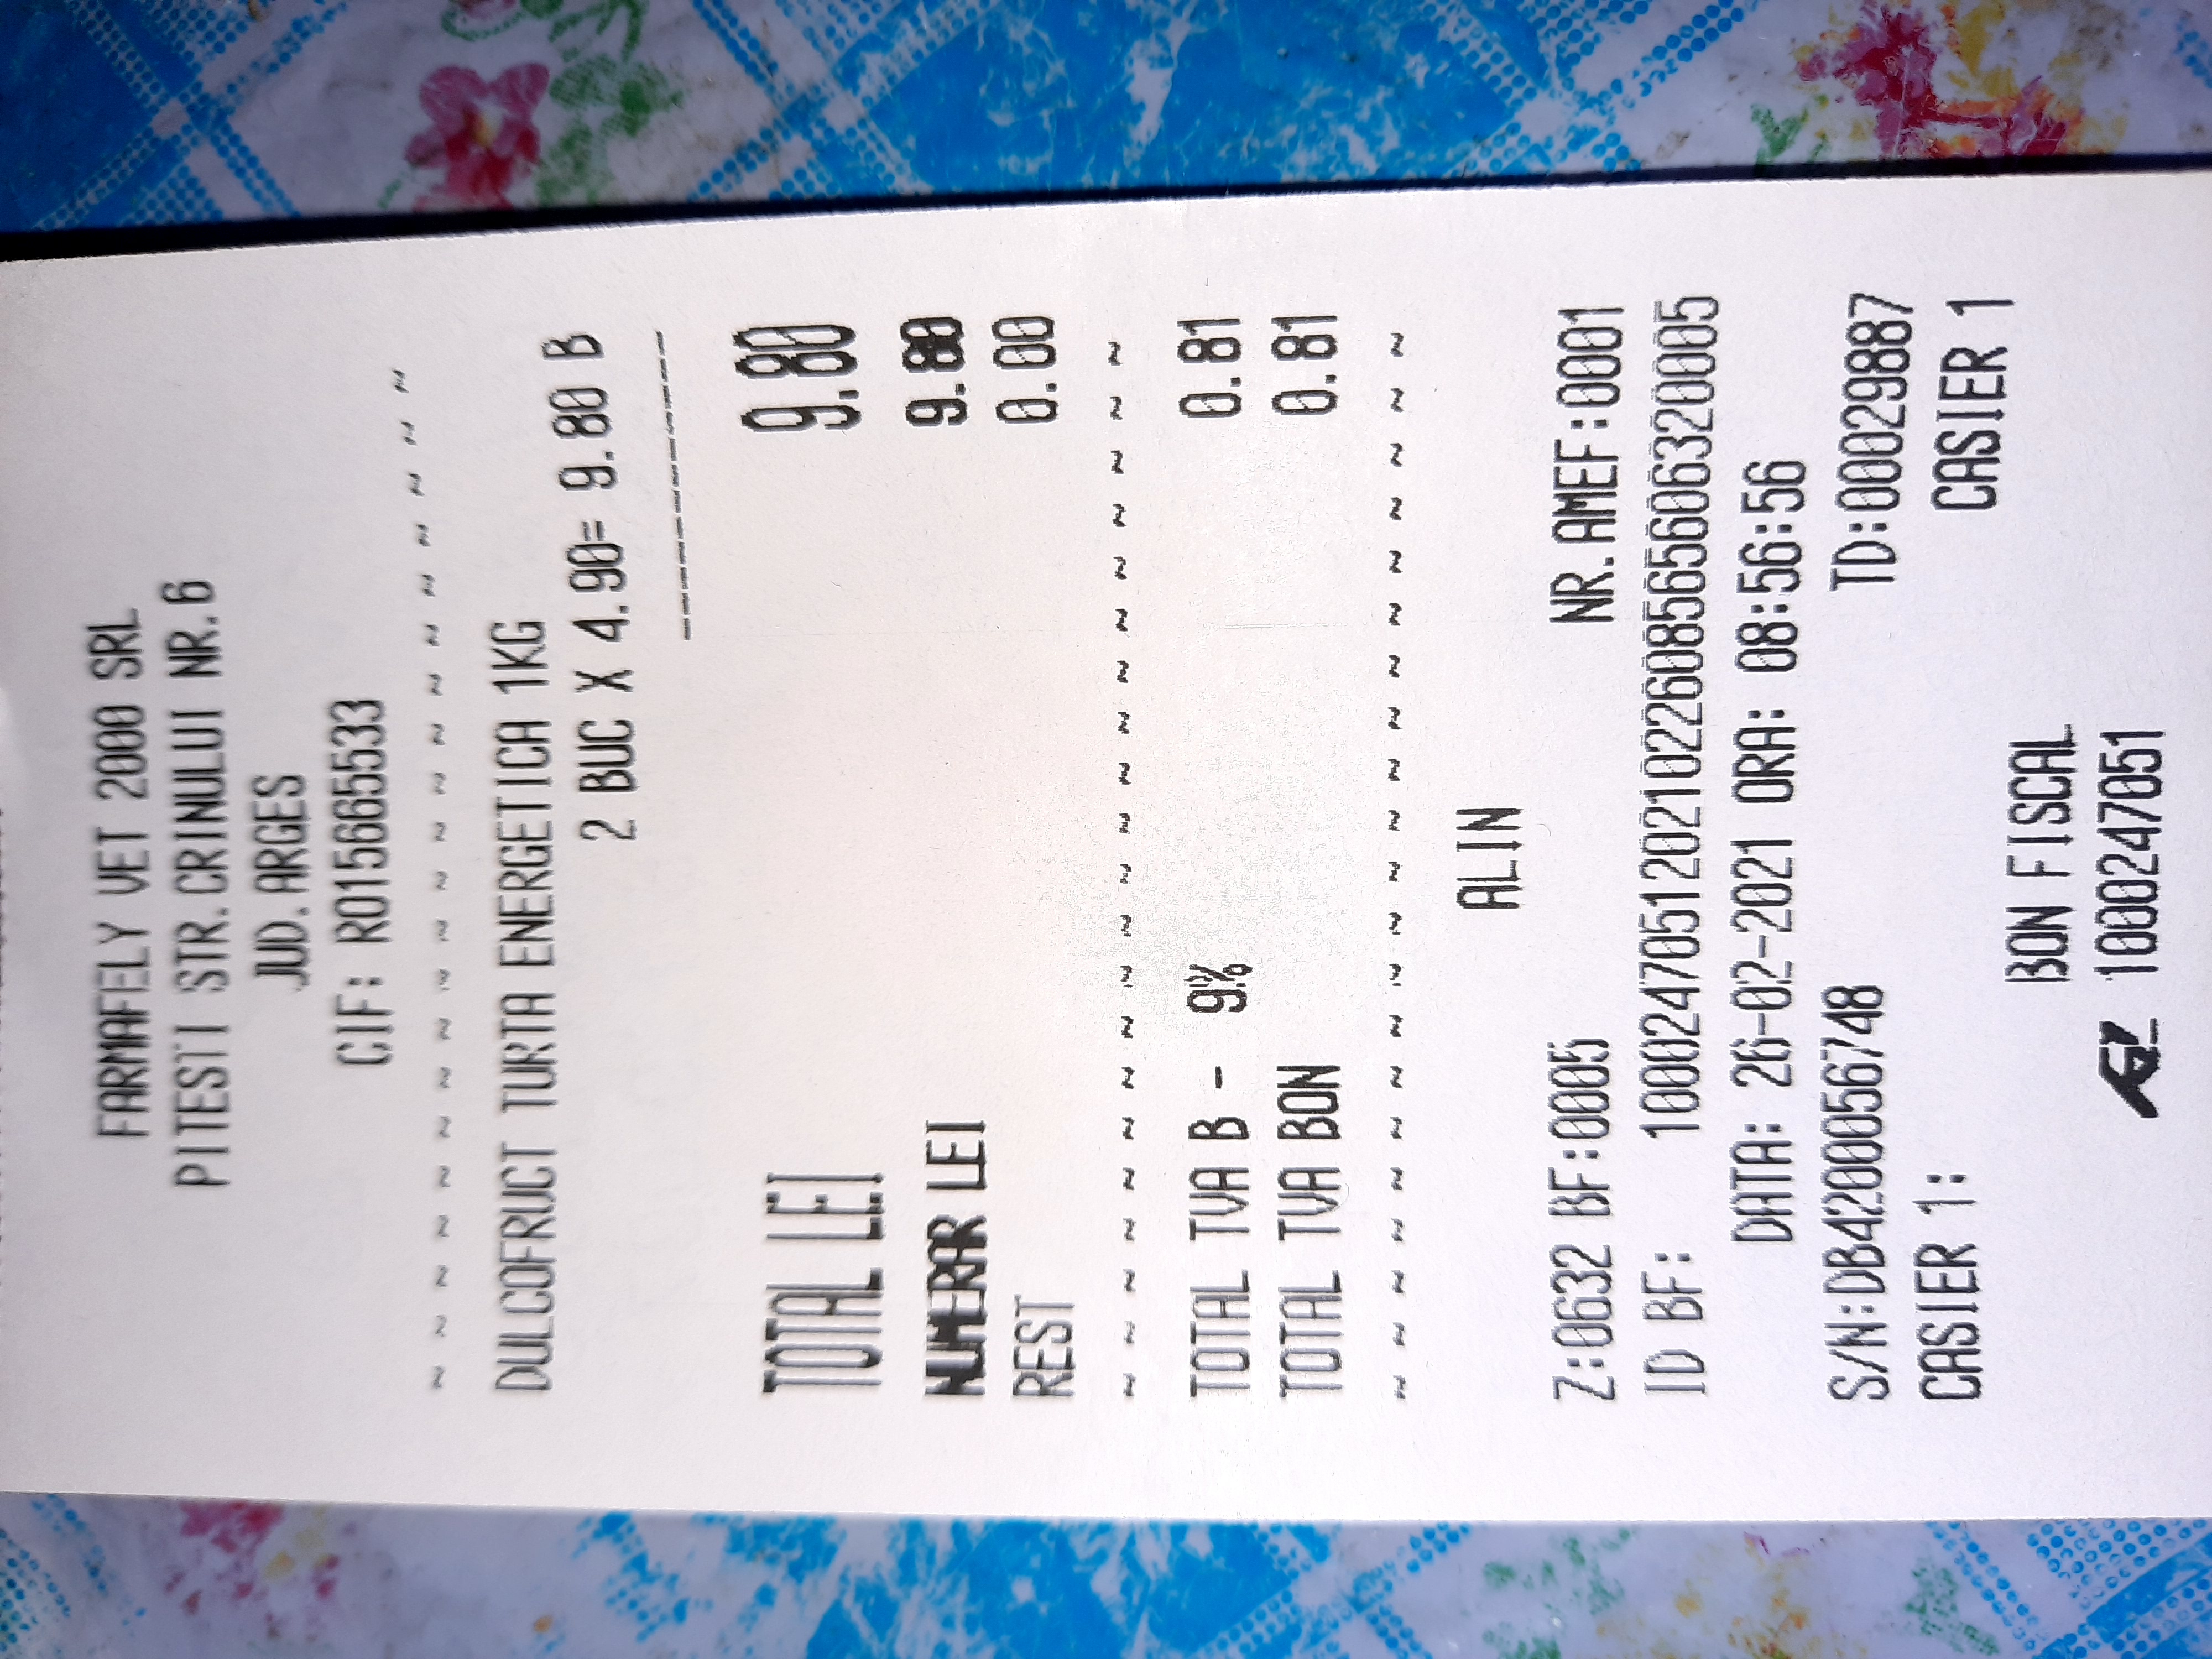 FARMAFELY VET 2000 SRL
PITESTI STR.CRINULUI NR.6
JUD.ARGES
CIF: RO15665533
DULCOFRUCT TURTA ENERGETICA 1KG
2 BUC X 4.90= 9.80 B
TOTAL LEI 9.80
NUMERAR LEI 9.80
REST 0.00
TOTAL TVA B - 9% 0.81
TOTAL TVA BON 0.81
ALIN
Z:0632 BF:0005 NR.AMEF:0001
ID BF: 10002470512021022608565606320005
DATA: 26-02-2021 ORA: 08:56:56
S/N:DB4200056748 TD:00029887
CASIER 1: CASIER 1
BON FISCAL
1000247051